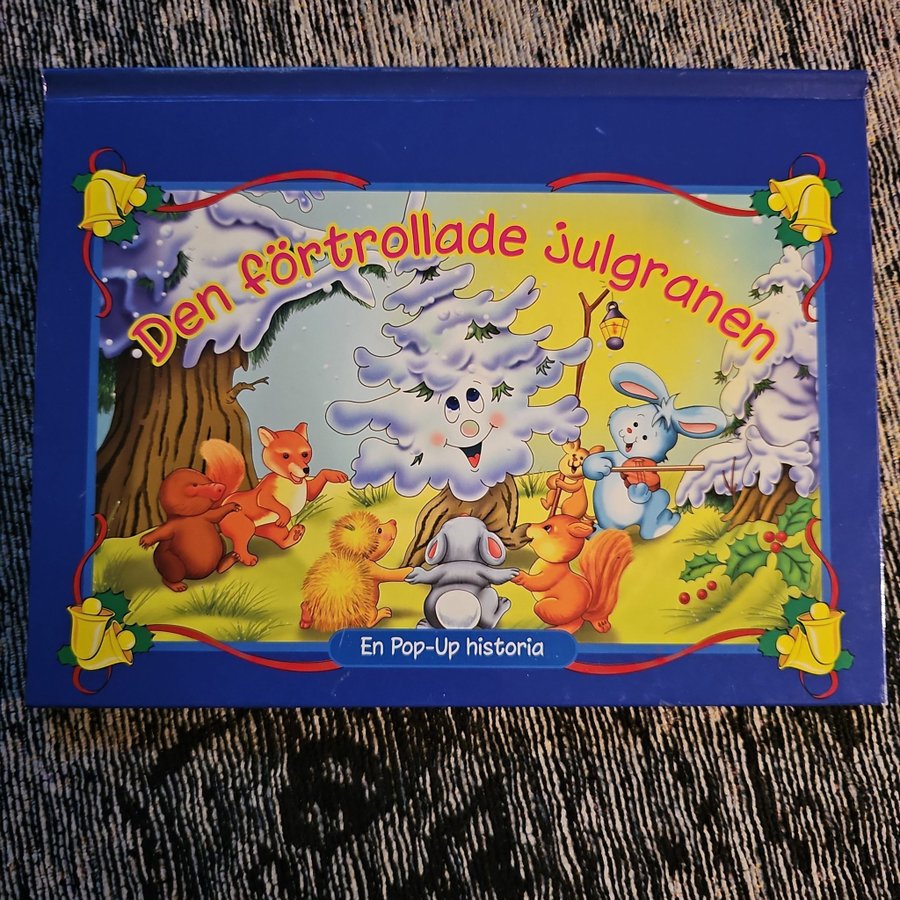 Den förtrollade julgranen
En Pop-Up historia